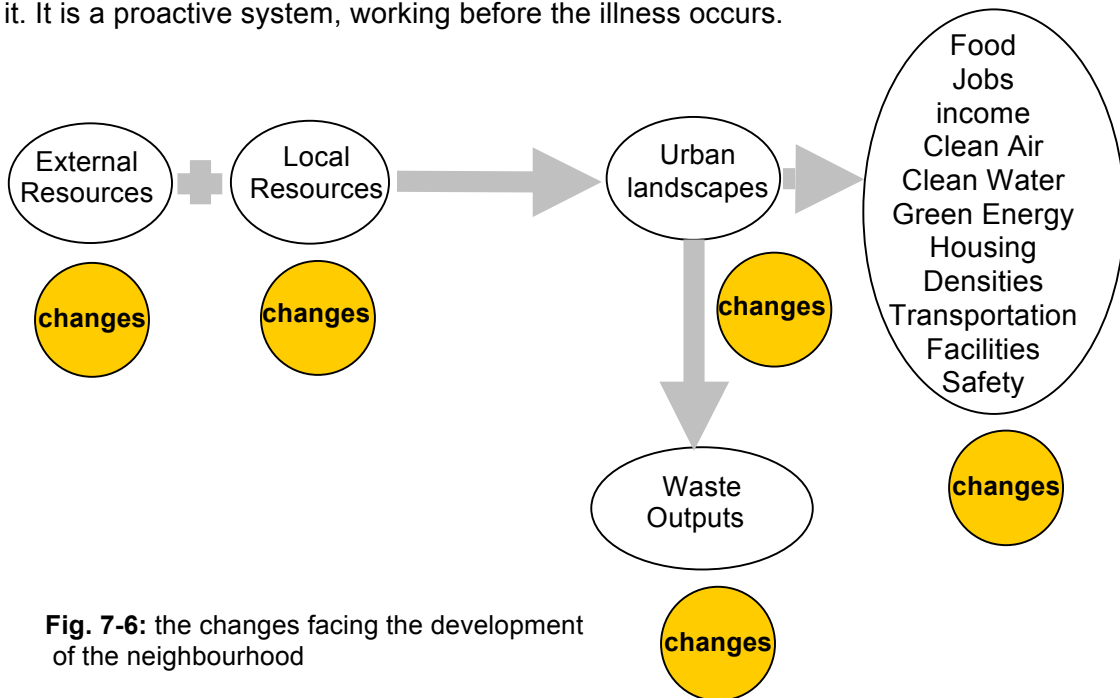 it. It is a proactive system, working before the illness occurs.
External
Resources
Local
Resources
Urban
landscapes
Food
Jobs
income
Clean Air
Clean Water
Green Energy
Housing
Densities
Transportation
Facilities
Safety
changes
changes
changes
changes
Waste
Outputs
changes
Fig. 7-6: the changes facing the development
of the neighbourhood